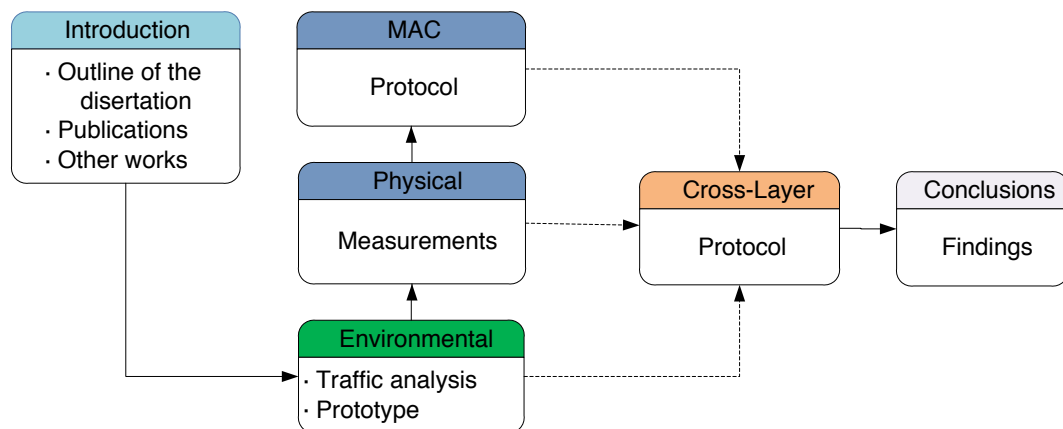 Introduction
· Outline of the
disertation
· Publications
· Other works
MAC
Protocol
Physical
Measurements
Environmental
· Traffic analysis
· Prototype
Cross-Layer
Protocol
Conclusions
Findings